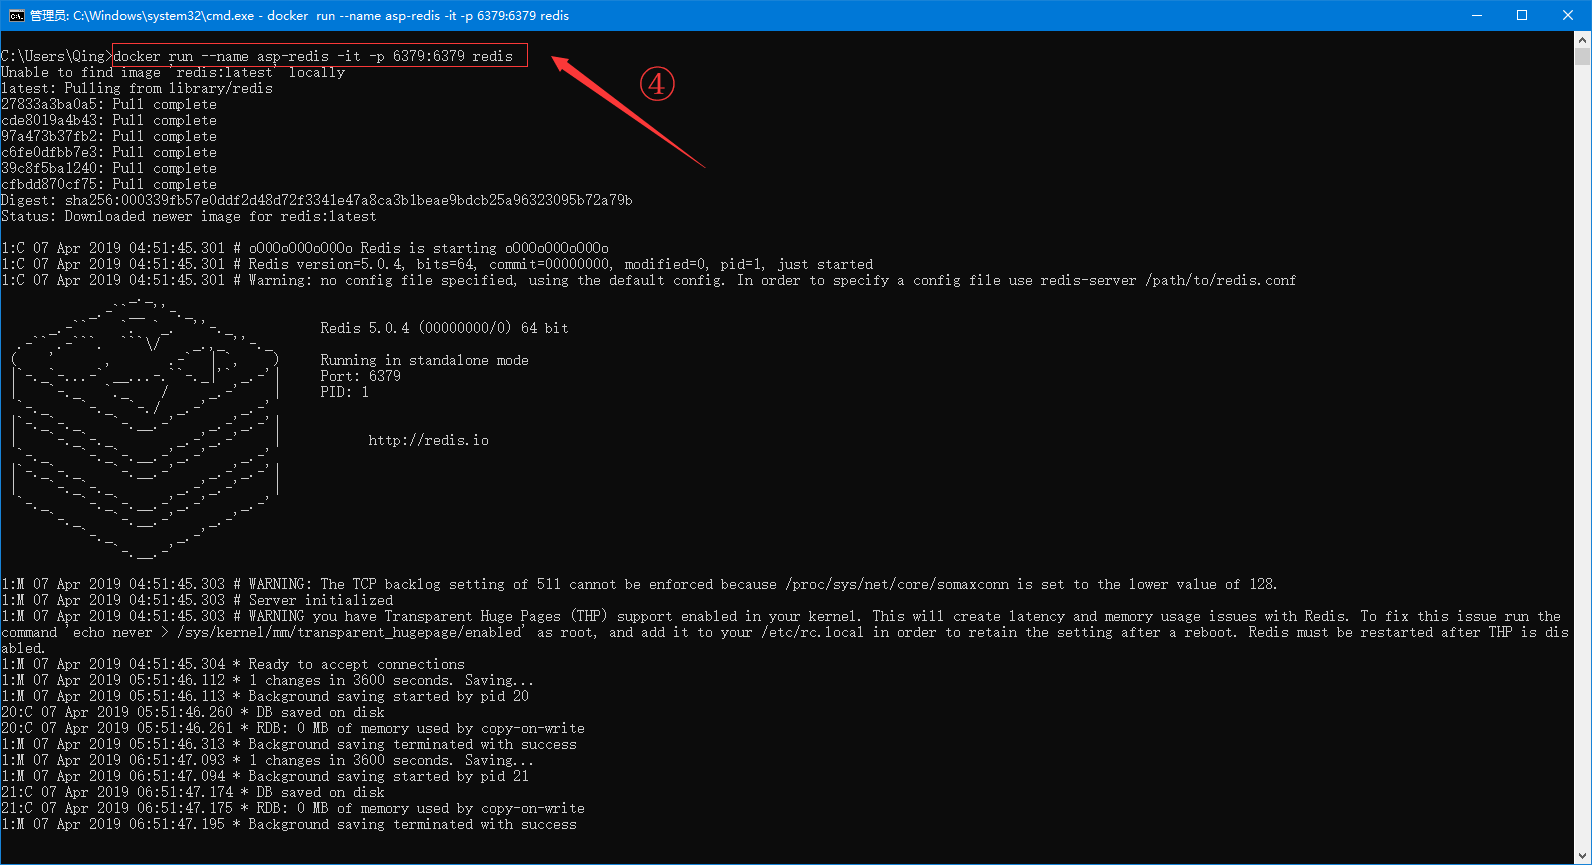 管理员: C:\Windows\system32\cmd.exe - docker  run --name asp-redis -it -p 6379:6379 redis
C:\Users\Qing>docker run --name asp-redis -it -p 6379:6379 redis
④
Unable to find image 'redis:latest' locally
latest: Pulling from library/redis
27833a3ba0a5: Pull complete
cde8019a4b43: Pull complete
97a473b37fb2: Pull complete
c6fe0dfbb7e3: Pull complete
39c8f5ba1240: Pull complete
cfbdd870cf75: Pull complete
Digest: sha256:000339fb57e0ddf2d48d72f3341e47a8ca3b1beae9bdcb25a96323095b72a79b
Status: Downloaded newer image for redis:latest
1:C 07 Apr 2019 04:51:45.301 # oO0OoO0OoO0Oo Redis is starting oO0OoO0OoO0Oo
1:C 07 Apr 2019 04:51:45.301 # Redis version=5.0.4, bits=64, commit=00000000, modified=0, pid=1, just started
1:C 07 Apr 2019 04:51:45.301 # Warning: no config file specified, using the default config. In order to specify a config file use redis-server /path/to/redis.conf
Redis 5.0.4 (00000000/0) 64 bit
Running in standalone mode
Port: 6379
PID: 1
http://redis.io
1:M 07 Apr 2019 04:51:45.303 # WARNING: The TCP backlog setting of 511 cannot be enforced because /proc/sys/net/core/somaxconn is set to the lower value of 128.
1:M 07 Apr 2019 04:51:45.303 # Server initialized
1:M 07 Apr 2019 04:51:45.303 # WARNING you have Transparent Huge Pages (THP) support enabled in your kernel. This will create latency and memory usage issues with Redis. To fix this issue run the
command 'echo never > /sys/kernel/mm/transparent_hugepage/enabled' as root, and add it to your /etc/rc.local in order to retain the setting after a reboot. Redis must be restarted after THP is dis
abled.
1:M 07 Apr 2019 04:51:45.304 * Ready to accept connections
1:M 07 Apr 2019 05:51:46.112 * 1 changes in 3600 seconds. Saving...
1:M 07 Apr 2019 05:51:46.113 * Background saving started by pid 20
20:C 07 Apr 2019 05:51:46.260 * DB saved on disk
20:C 07 Apr 2019 05:51:46.261 * RDB: 0 MB of memory used by copy-on-write
1:M 07 Apr 2019 05:51:46.313 * Background saving terminated with success
1:M 07 Apr 2019 06:51:47.093 * 1 changes in 3600 seconds. Saving...
1:M 07 Apr 2019 06:51:47.094 * Background saving started by pid 21
21:C 07 Apr 2019 06:51:47.174 * DB saved on disk
21:C 07 Apr 2019 06:51:47.175 * RDB: 0 MB of memory used by copy-on-write
1:M 07 Apr 2019 06:51:47.195 * Background saving terminated with success